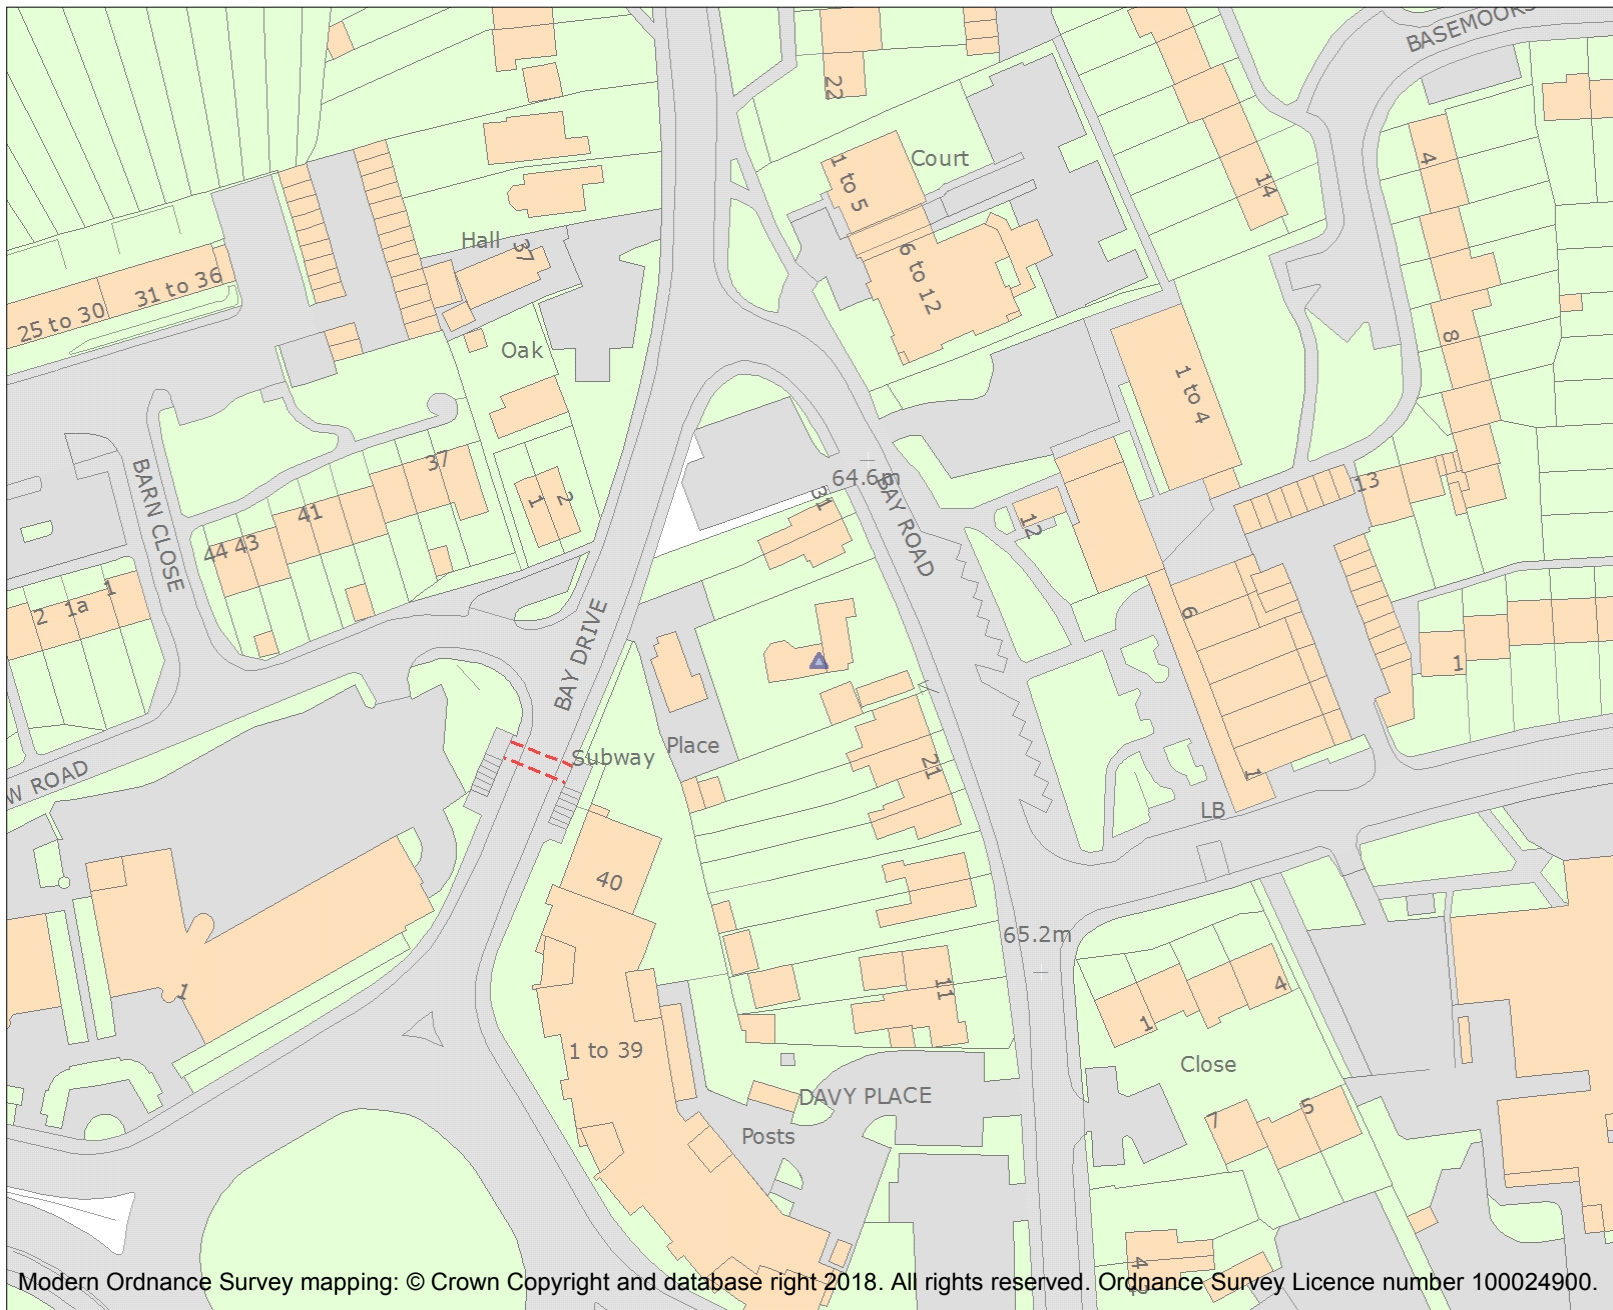 BASEMOORS
22
Court
1 to 5
14
4
Hall
37
6 to 12
31 to 36
25 to 30
8
Oak
1 to 4
BARN CLOSE
37
64.6m
13
1
2
31
BAY ROAD
41
12
44 43
1
1a
2
BAY DRIVE
6
1
Place
Subway
21
1
W ROAD
LB
40
65.2m
4
1
11
1
1 to 39
Close
DAVY PLACE
5
7
Posts
4
Modern Ordnance Survey mapping: © Crown Copyright and database right 2018. All rights reserved. Ordnance Survey Licence number 100024900.